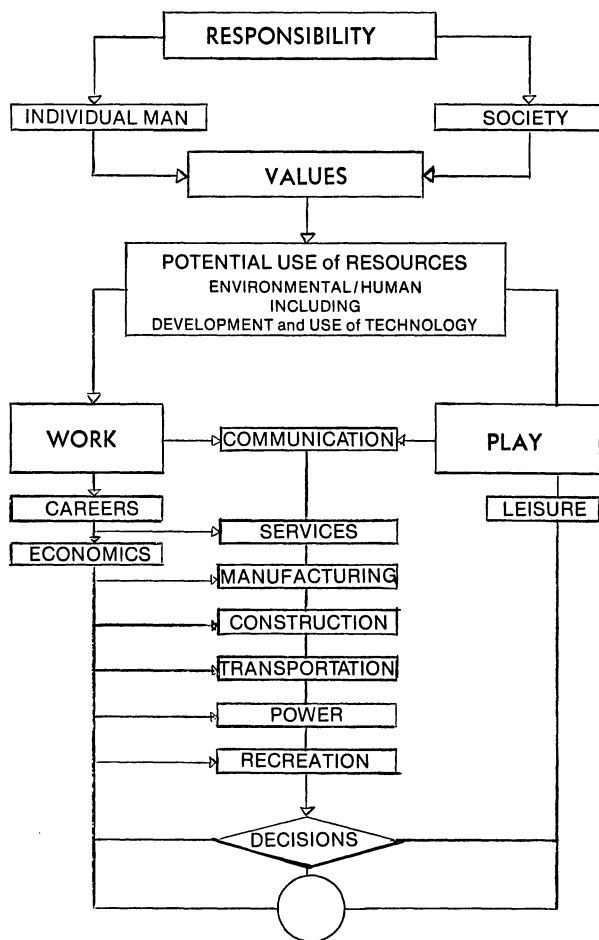 RESPONSIBILITY
INDIVIDUAL MAN
SOCIETY
VALUES
POTENTIAL USE of RESOURCES
ENVIRONMENTAL/HUMAN
INCLUDING
DEVELOPMENT and USE of TECHNOLOGY
WORK
COMMUNICATION
PLAY
CAREERS
LEISURE
SERVICES
ECONOMICS
MANUFACTURING
CONSTRUCTION
TRANSPORTATION
POWER
RECREATION
DECISIONS